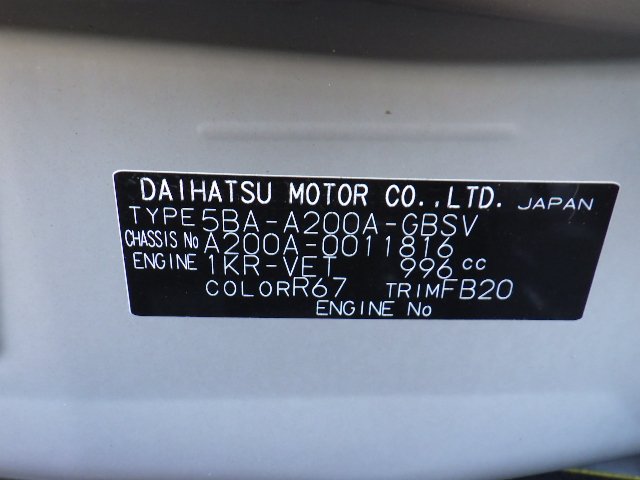 DAIHATSU MOTOR CO.,LTD. JAPAN
TYPE 5BA-A200A-GBSV
CHASSIS No A200A-0011816
ENGINE 1KR-VET 996 cc
COLOR R67 TRIM FB20
ENGINE No